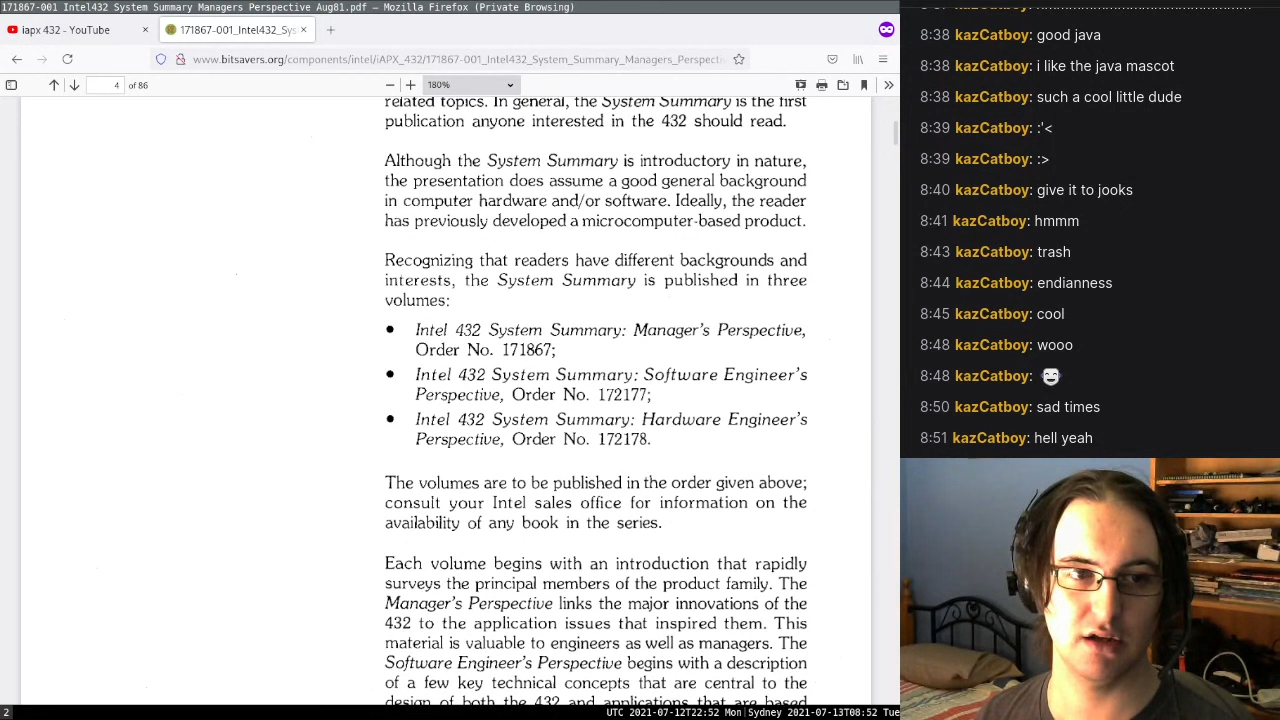 171867-001 Intel432 System Summary Managers Perspective Aug81.pdf — Mozilla Firefox (Private Browsing)
iapx 432 - YouTube
171867-001_Intel432_Sys
www.bitsavers.org/components/intel/iAPX_432/171867-001_Intel432_System_Summary_Managers_Perspecti
4 of 86
180%
related topics. In general, the System Summary is the first
publication anyone interested in the 432 should read.
Although the System Summary is introductory in nature,
the presentation does assume a good general background
in computer hardware and/or software. Ideally, the reader
has previously developed a microcomputer-based product.
Recognizing that readers have different backgrounds and
interests, the System Summary is published in three
volumes:
● Intel 432 System Summary: Manager's Perspective,
Order No. 171867;
● Intel 432 System Summary: Software Engineer's
Perspective, Order No. 172177;
● Intel 432 System Summary: Hardware Engineer's
Perspective, Order No. 172178.
The volumes are to be published in the order given above;
consult your Intel sales office for information on the
availability of any book in the series.
Each volume begins with an introduction that rapidly
surveys the principal members of the product family. The
Manager's Perspective links the major innovations of the
432 to the application issues that inspired them. This
material is valuable to engineers as well as managers. The
Software Engineer's Perspective begins with a description
of a few key technical concepts that are central to the
design of both the 432 and applications that are based
2
UTC 2021-07-12T22:52 Mon Sydney 2021-07-13T08:52 Tue
8:38 kazCatboy: good java
8:38 kazCatboy: i like the java mascot
8:38 kazCatboy: such a cool little dude
8:39 kazCatboy: :'<
8:39 kazCatboy: :>
8:40 kazCatboy: give it to jooks
8:41 kazCatboy: hmmm
8:43 kazCatboy: trash
8:44 kazCatboy: endianness
8:45 kazCatboy: cool
8:48 kazCatboy: wooo
8:48 kazCatboy:
8:50 kazCatboy: sad times
8:51 kazCatboy: hell yeah